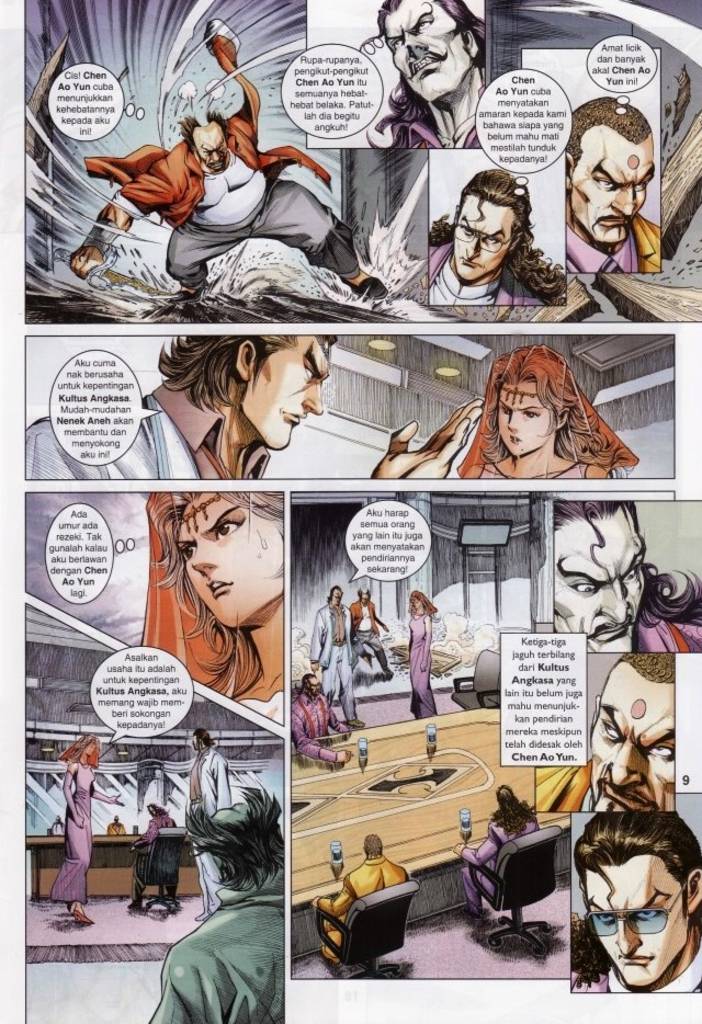 Cis! Chen
Ao Yun cuba
menunjukkan
kehebatannya
kepada aku
ini!
Rupa-rupanya,
pengikut-pengikut
Chen Ao Yun itu
semuanya hebat-
hebat belaka. Patut-
lah dia begitu
angkuh!
Chen
Ao Yun cuba
menyatakan
amaran kepada kami
bahawa siapa yang
belum mahu mati
mestilah tunduk
kepadanya!
Amat licik
dan banyak
akal Chen Ao
Yun ini!
Aku cuma
nak berusaha
untuk kepentingan
Kultus Angkasa.
Mudah-mudahan
Nenek Aneh akan
membantu dan
menyokong
aku ini!
Ada
umur ada
rezeki. Tak
gunalah kalau
aku berlawan
dengan Chen
Ao Yun
lagi.
Asalkan
usaha itu adalah
untuk kepentingan
Kultus Angkasa, aku
memang wajib mem-
beri sokongan
kepadanya!
Aku harap
semua orang
yang lain itu juga
akan menyatakan
pendiriannya
sekarang!
Ketiga-tiga
jaguh terbilang
dari Kultus
Angkasa yang
lain itu belum juga
mahu menunjuk-
kan pendirian
mereka meskipun
telah didesak oleh
Chen Ao Yun.
9